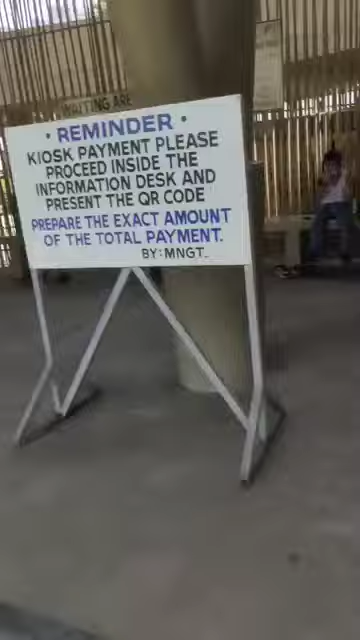 WAITING ARE
• REMINDER •
KIOSK PAYMENT PLEASE
PROCEED INSIDE THE
INFORMATION DESK AND
PRESENT THE QR CODE
PREPARE THE EXACT AMOUNT
OF THE TOTAL PAYMENT.
BY: MNGT.